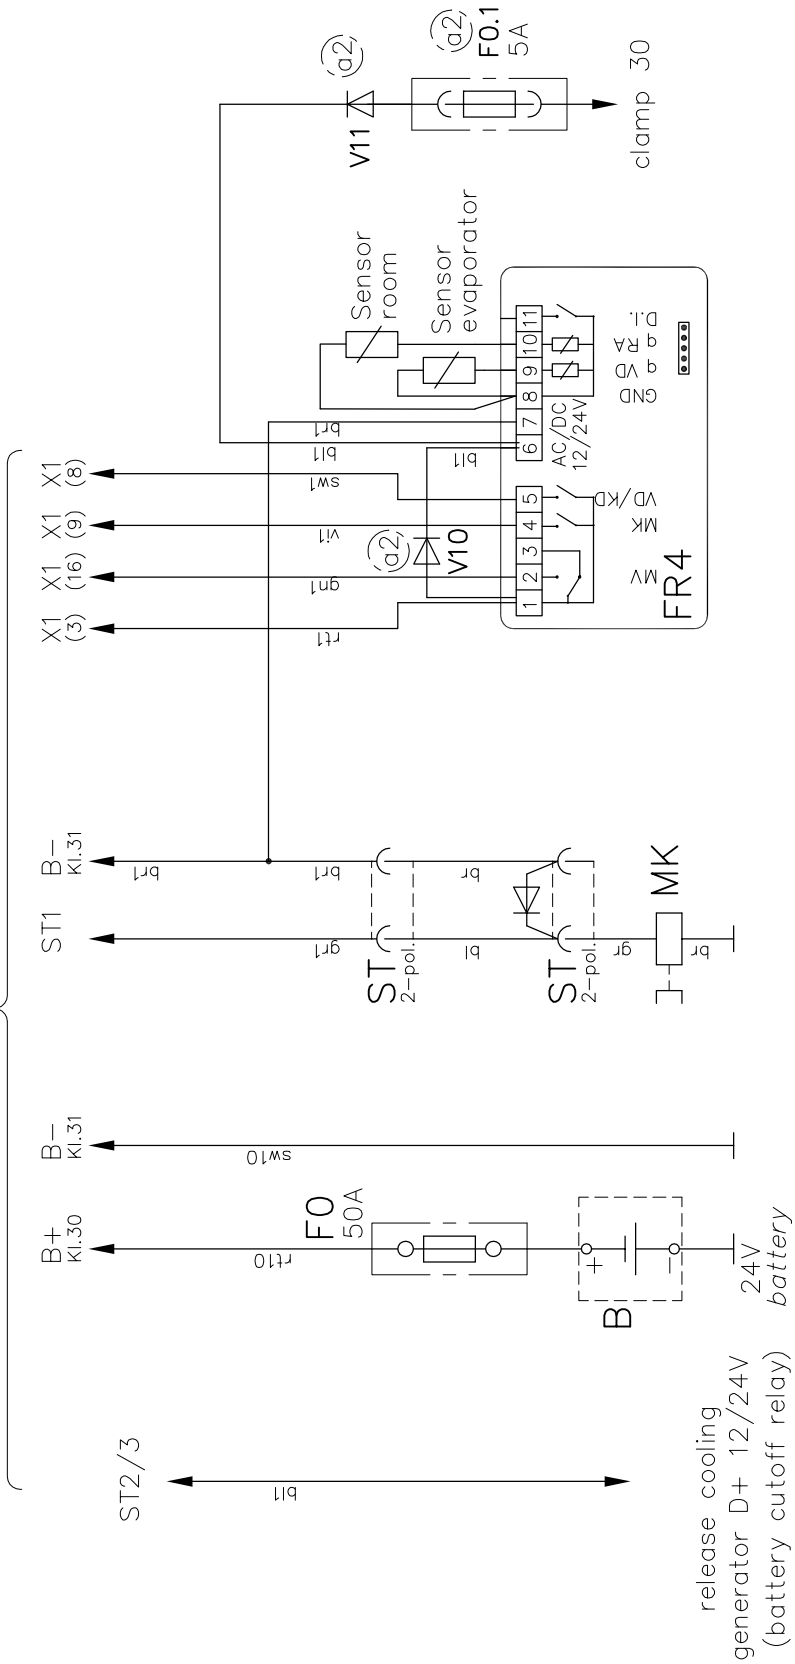 ST2/3
bl1
release cooling
generator D+ 12/24V
(battery cutoff relay)
B+
Kl.30
rt10
F0
50A
B
+
−
24V
battery
B−
Kl.31
sw10
ST1
gr1
ST
2-pol.
bl
ST
2-pol.
gr
MK
br
B−
Kl.31
br1
br1
br
X1
(3)
rt1
X1
(16)
gn1
X1
(9)
vi1
X1
(8)
sw1
V10
(a2)
bl1
bl1
br1
1 2 3 4 5
6 7 8 9 10 11
AC/DC
12/24V
MV
MK
VD/KD
GND
q VD
q RA
D.I.
FR4
Sensor
room
Sensor
evaporator
V11
(a2)
(a2)
F0.1
5A
clamp 30